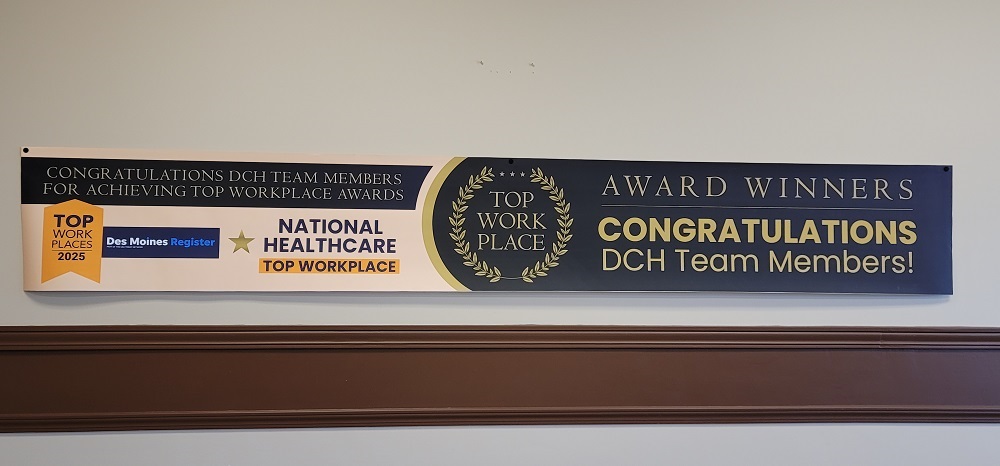 CONGRATULATIONS DCH TEAM MEMBERS
FOR ACHIEVING TOP WORKPLACE AWARDS
TOP
WORK
PLACES
2025
Des Moines Register
NATIONAL
HEALTHCARE
TOP WORKPLACE
TOP
WORK
PLACE
AWARD WINNERS
CONGRATULATIONS
DCH Team Members!